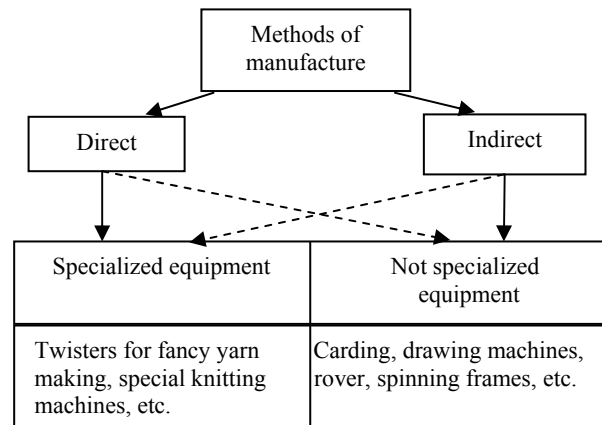 Methods of
manufacture
Direct
Indirect
Specialized equipment
Not specialized
equipment
Twisters for fancy yarn
making, special knitting
machines, etc.
Carding, drawing machines,
rover, spinning frames, etc.